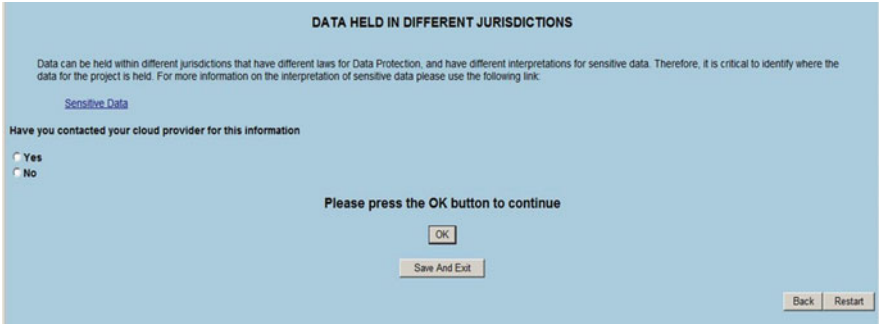 DATA HELD IN DIFFERENT JURISDICTIONS
Data can be held within different jurisdictions that have different laws for Data Protection, and have different interpretations for sensitive data. Therefore, it is critical to identify where the
data for the project is held. For more information on the interpretation of sensitive data please use the following link:
Sensitive Data
Have you contacted your cloud provider for this information
Yes
No
Please press the OK button to continue
OK
Save And Exit
Back Restart